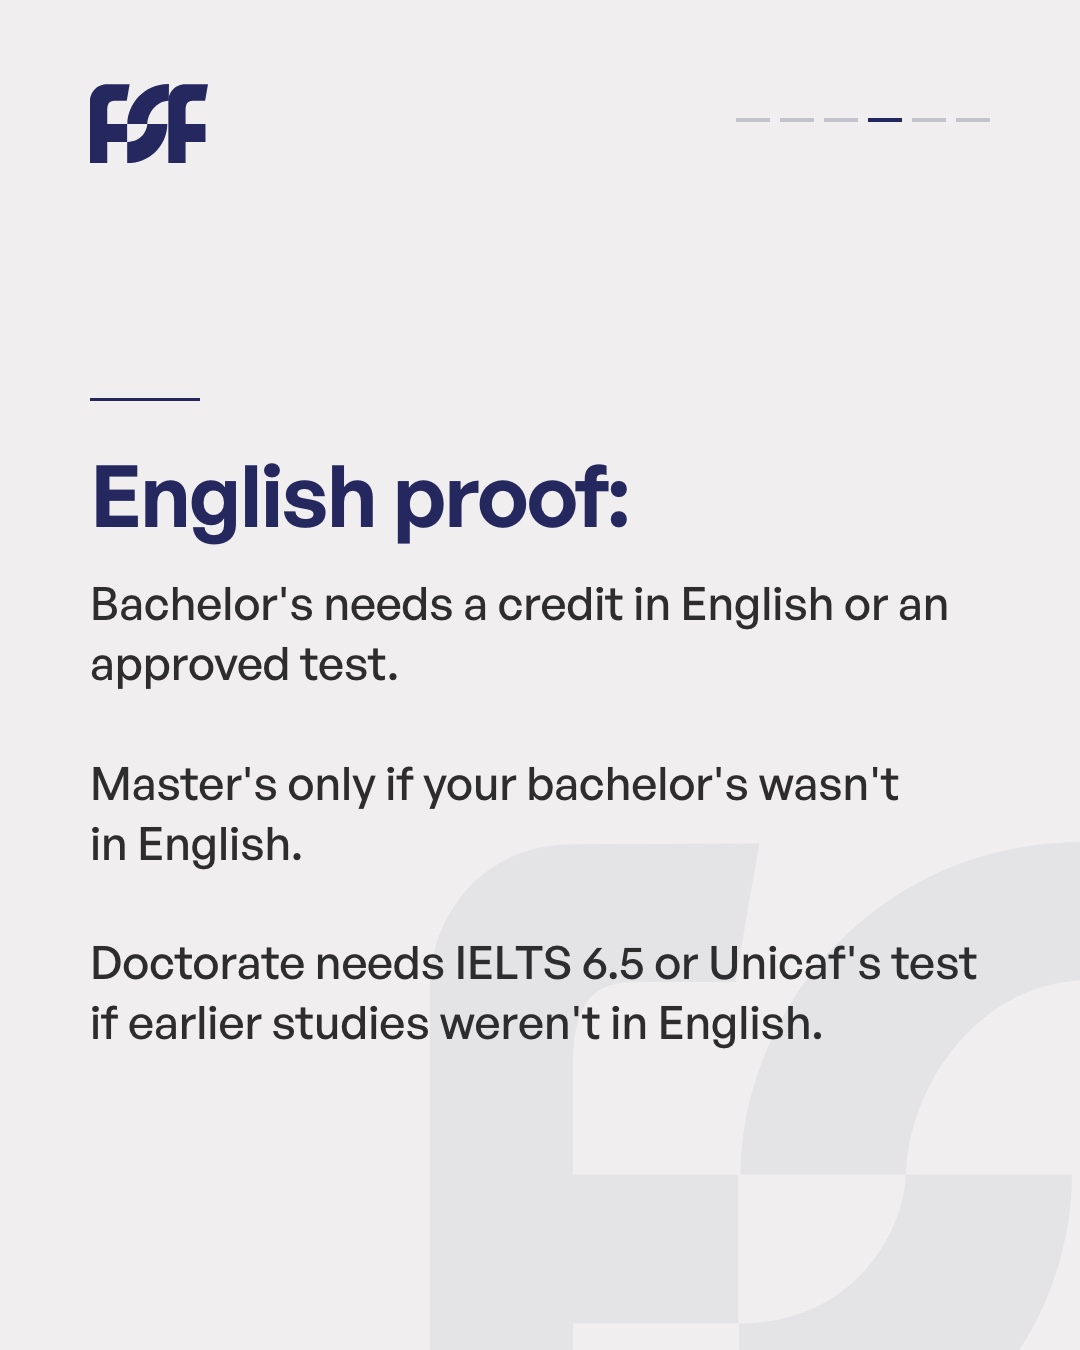 FSF
English proof:
Bachelor's needs a credit in English or an
approved test.
Master's only if your bachelor's wasn't
in English.
Doctorate needs IELTS 6.5 or Unicaf's test
if earlier studies weren't in English.